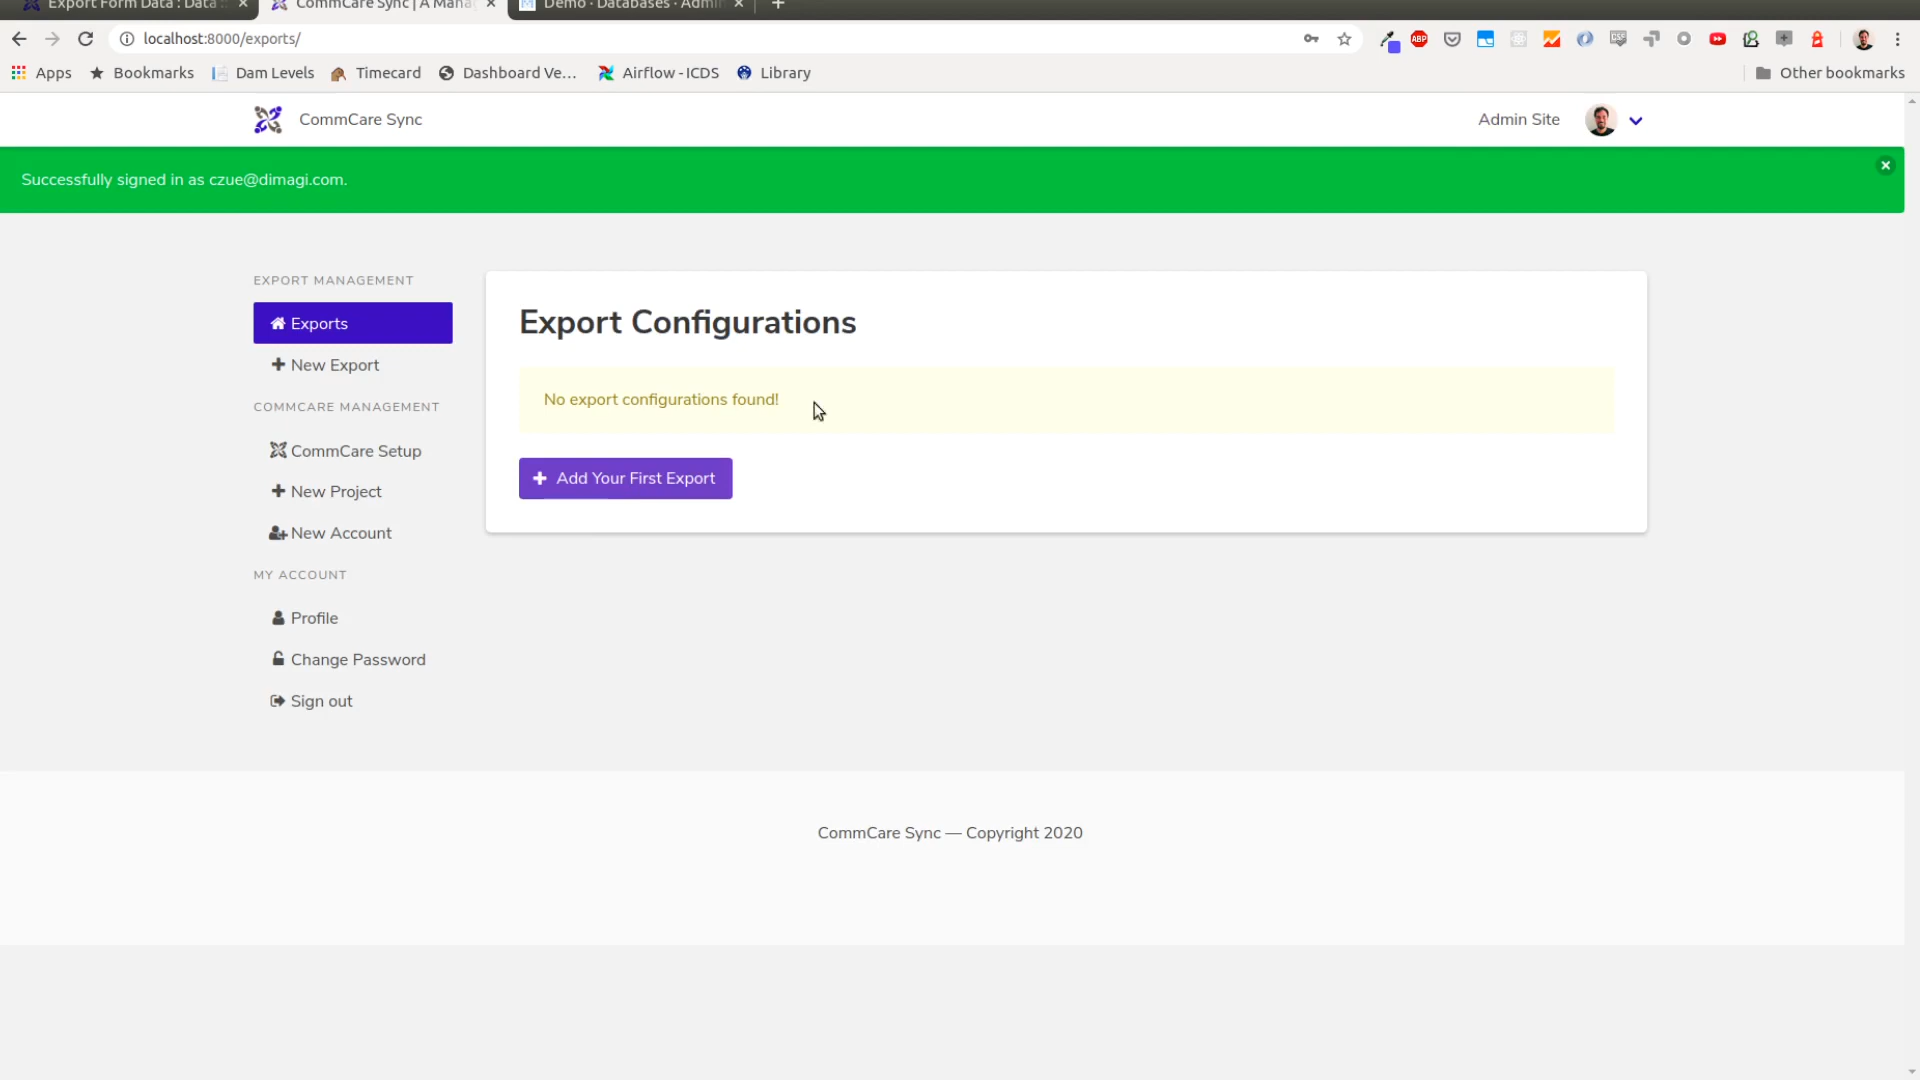 Export Form Data : Data :: CommCare Sync | A Mana Demo · Databases · Admin
localhost:8000/exports/
Apps Bookmarks Dam Levels Timecard Dashboard Ve... Airflow - ICDS Library Other bookmarks
CommCare Sync Admin Site
Successfully signed in as czue@dimagi.com.
EXPORT MANAGEMENT
Exports
New Export
COMMCARE MANAGEMENT
CommCare Setup
New Project
New Account
MY ACCOUNT
Profile
Change Password
Sign out
Export Configurations
No export configurations found!
Add Your First Export
CommCare Sync — Copyright 2020